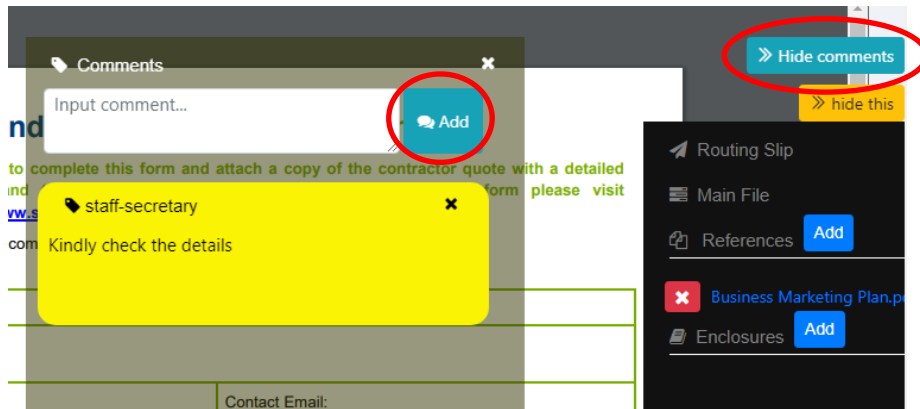 Comments
Input comment...
Add
Hide comments
hide this
nd
to complete this form and attach a copy of the contractor quote with a detailed
form please visit
staff-secretary
Kindly check the details
com
Routing Slip
Main File
References Add
Business Marketing Plan.p
Enclosures Add
Contact Email: